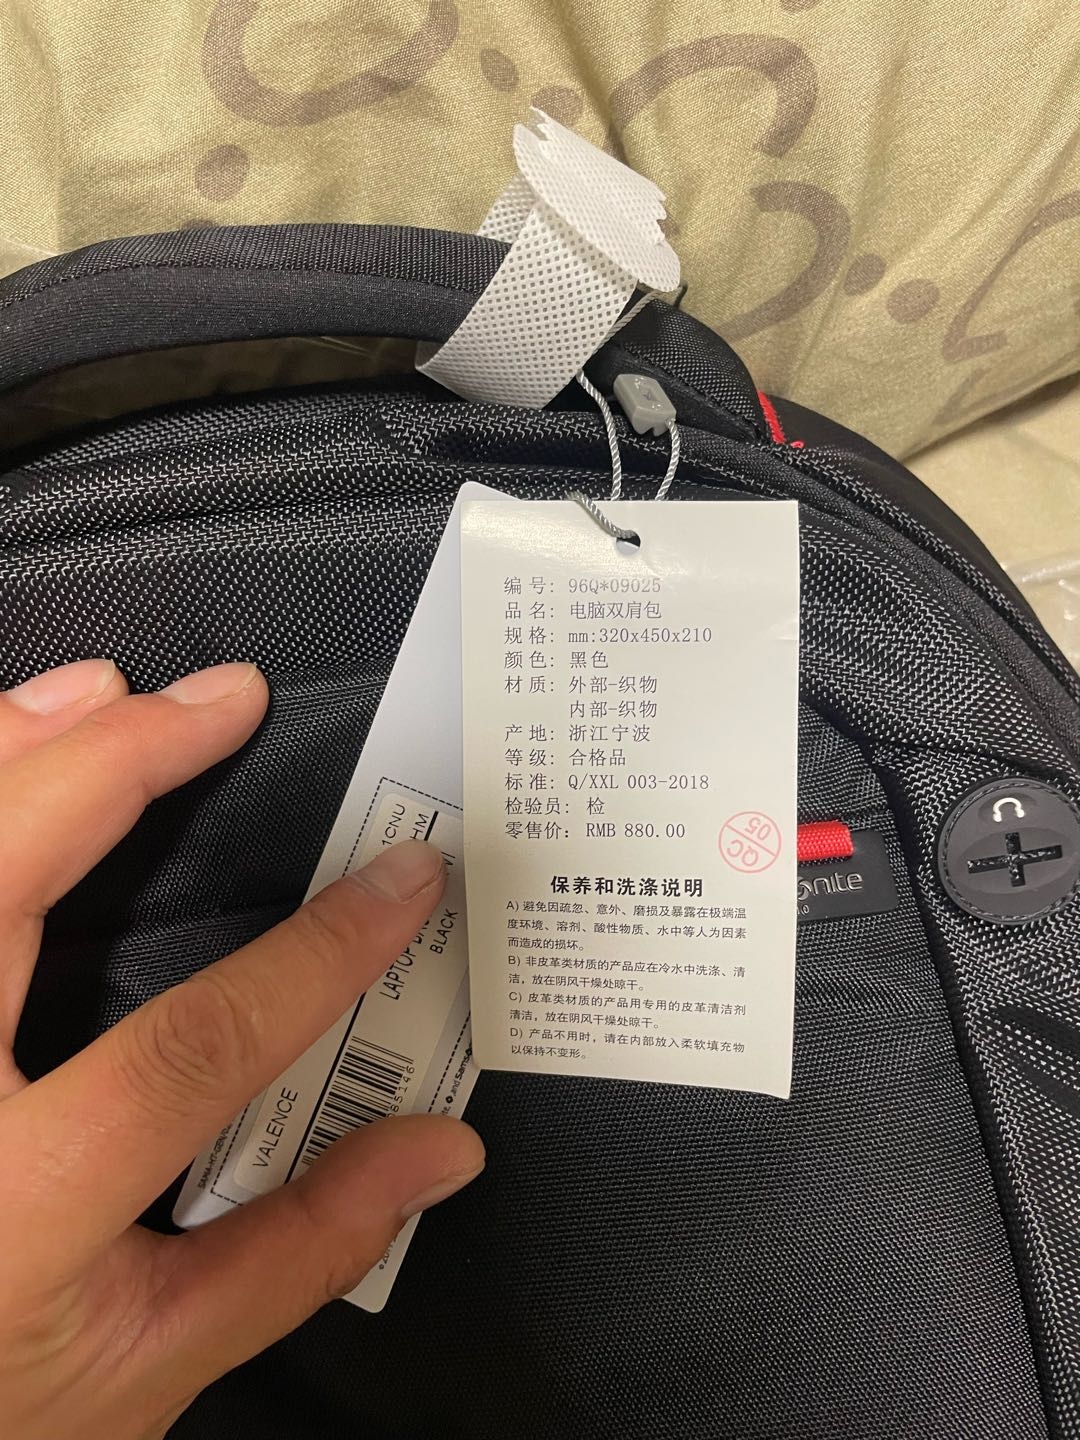 编 号: 96Q*09025
品 名: 电脑双肩包
规 格: mm:320x450x210
颜 色: 黑色
材 质: 外部-织物
内部-织物
产 地: 浙江宁波
等 级: 合格品
标 准: Q/XXL 003-2018
检验员: 检
零售价: RMB 880.00
QC
05
保养和洗涤说明
A) 避免因疏忽、意外、磨损及暴露在极端温
度环境、溶剂、酸性物质、水中等人为因素
而造成的损坏。
B) 非皮革类材质的产品应在冷水中洗涤、清
洁，放在阴风干燥处晾干。
C) 皮革类材质的产品用专用的皮革清洁剂
清洁，放在阴风干燥处晾干。
D) 产品不用时，请在内部放入柔软填充物
以保持不变形。
VALENCE
LAPTOP
BLACK